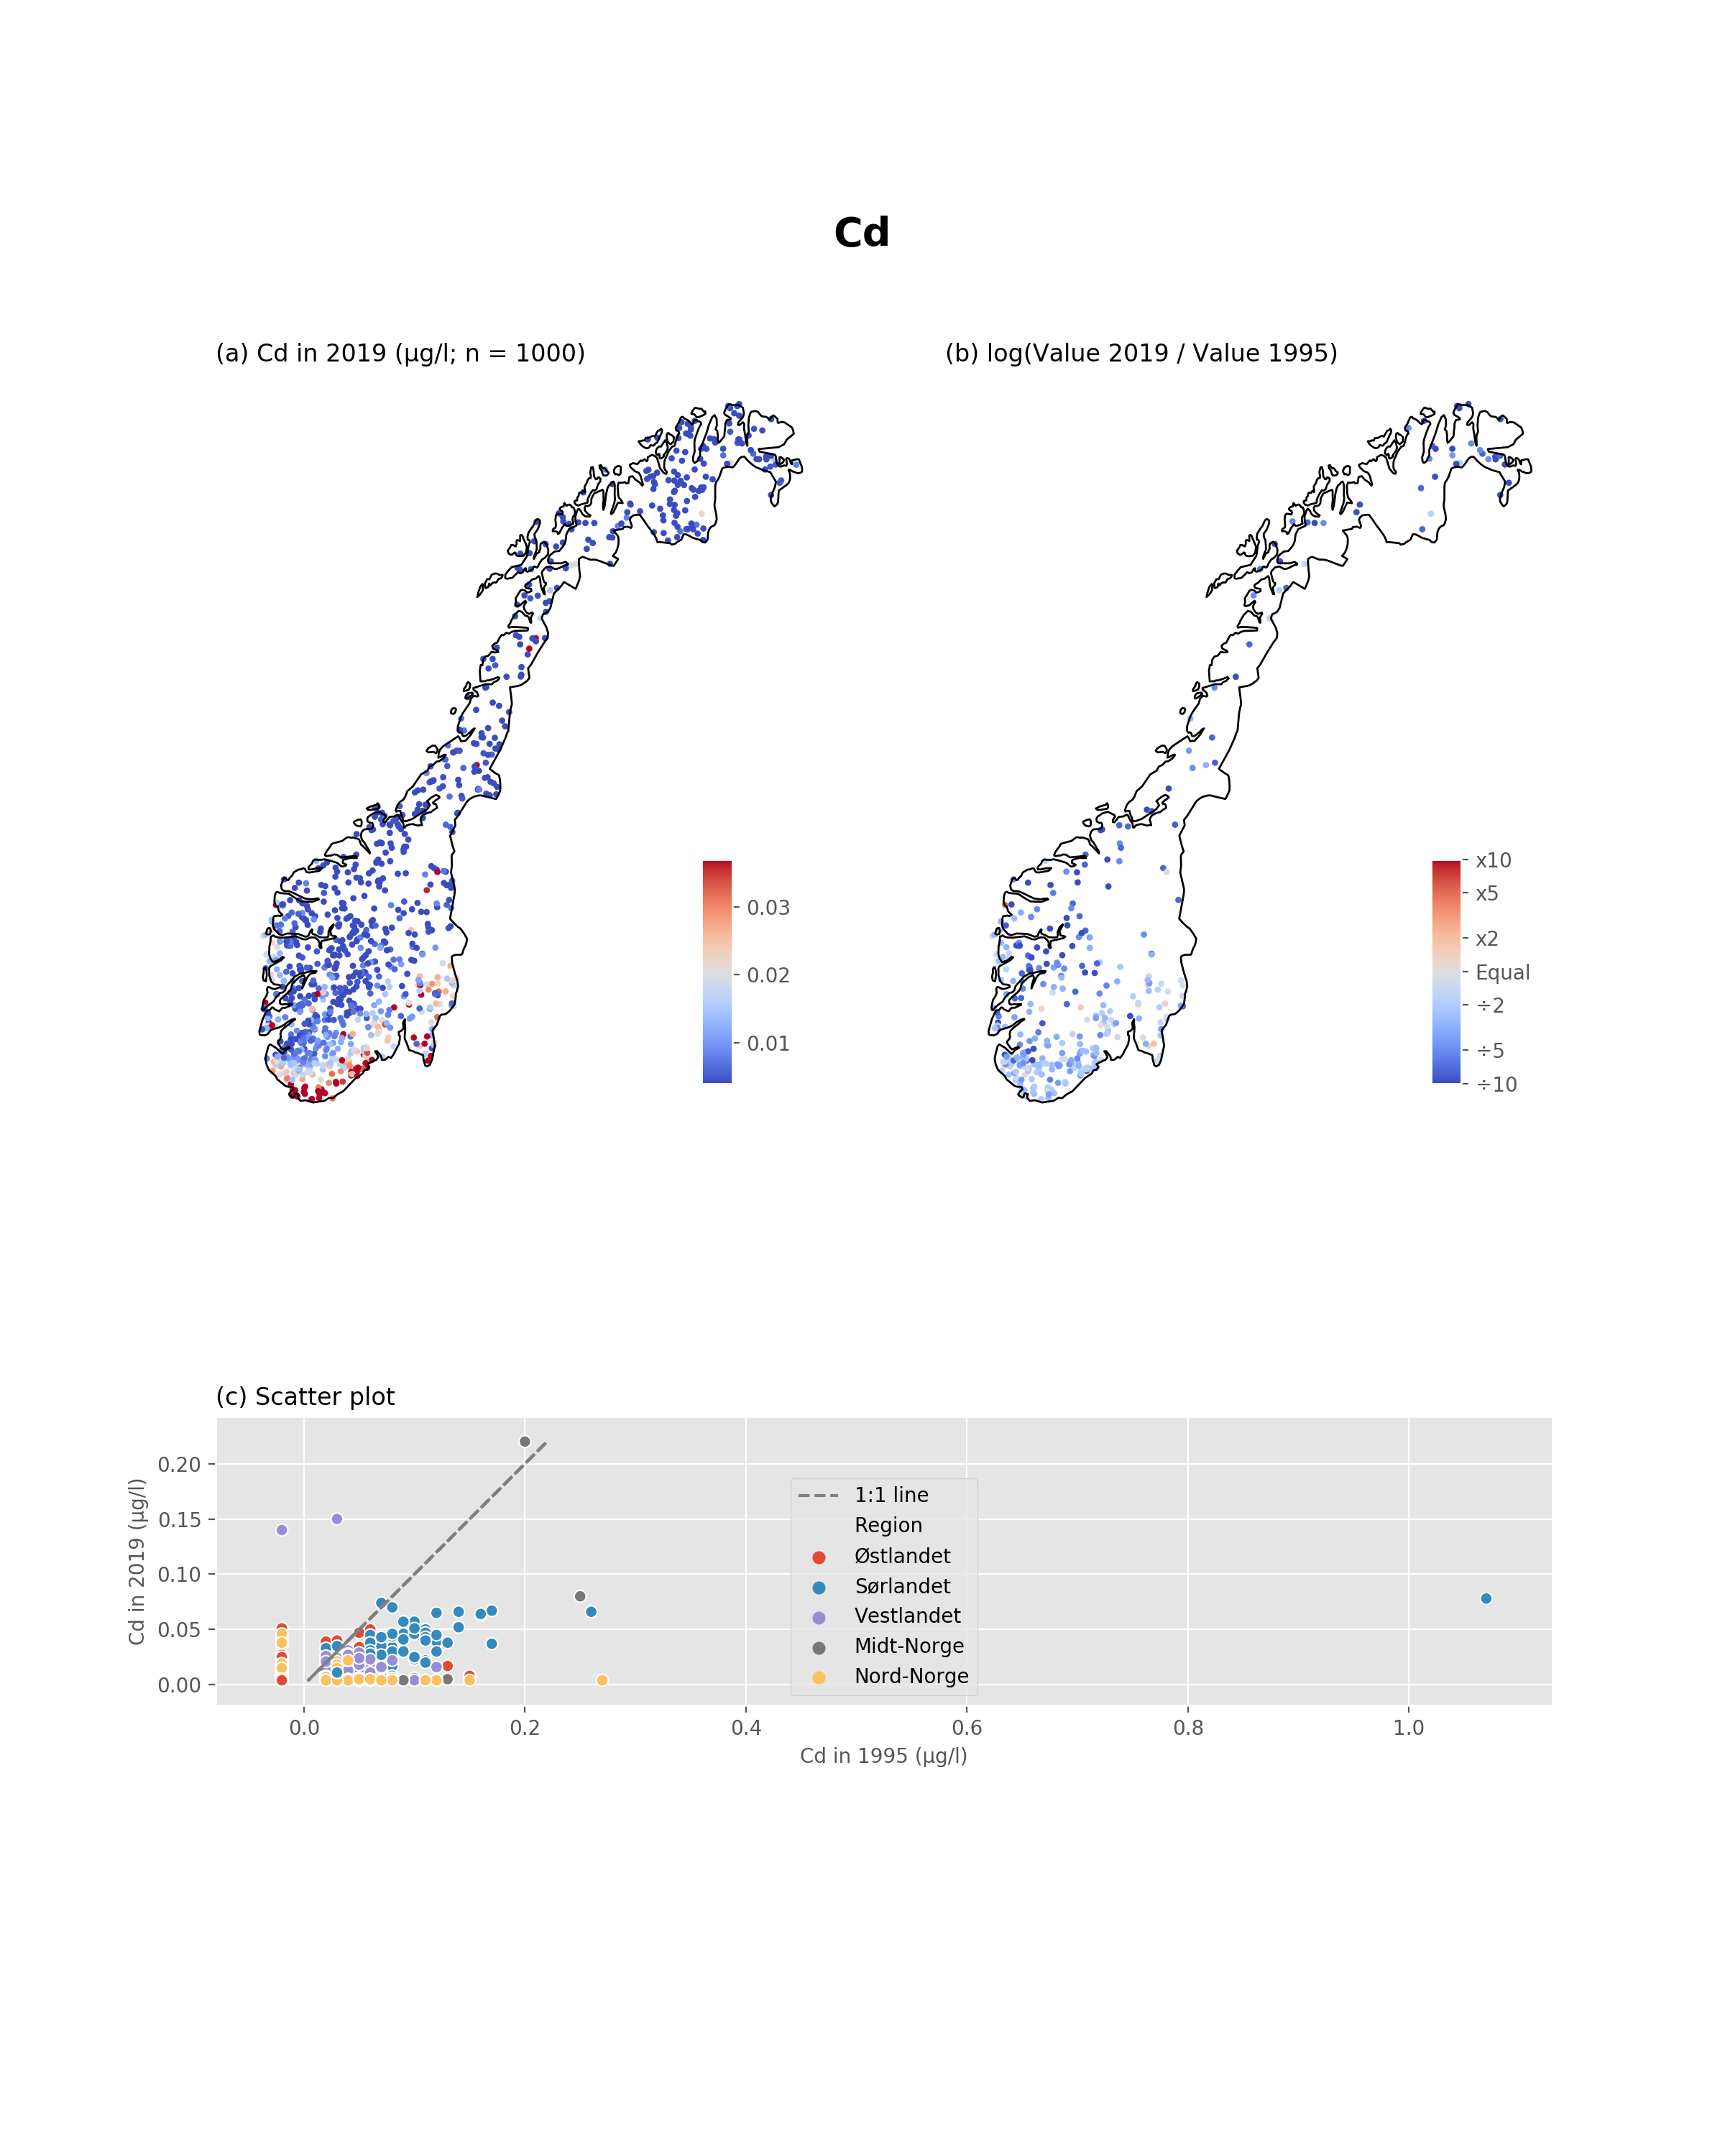 Cd
(a) Cd in 2019 (µg/l; n = 1000)
(b) log(Value 2019 / Value 1995)
0.03
0.02
0.01
x10
x5
x2
Equal
÷2
÷5
÷10
(c) Scatter plot
Cd in 2019 (µg/l)
0.20
0.15
0.10
0.05
0.00
1:1 line
Region
Østlandet
Sørlandet
Vestlandet
Midt-Norge
Nord-Norge
0.0 0.2 0.4 0.6 0.8 1.0
Cd in 1995 (µg/l)